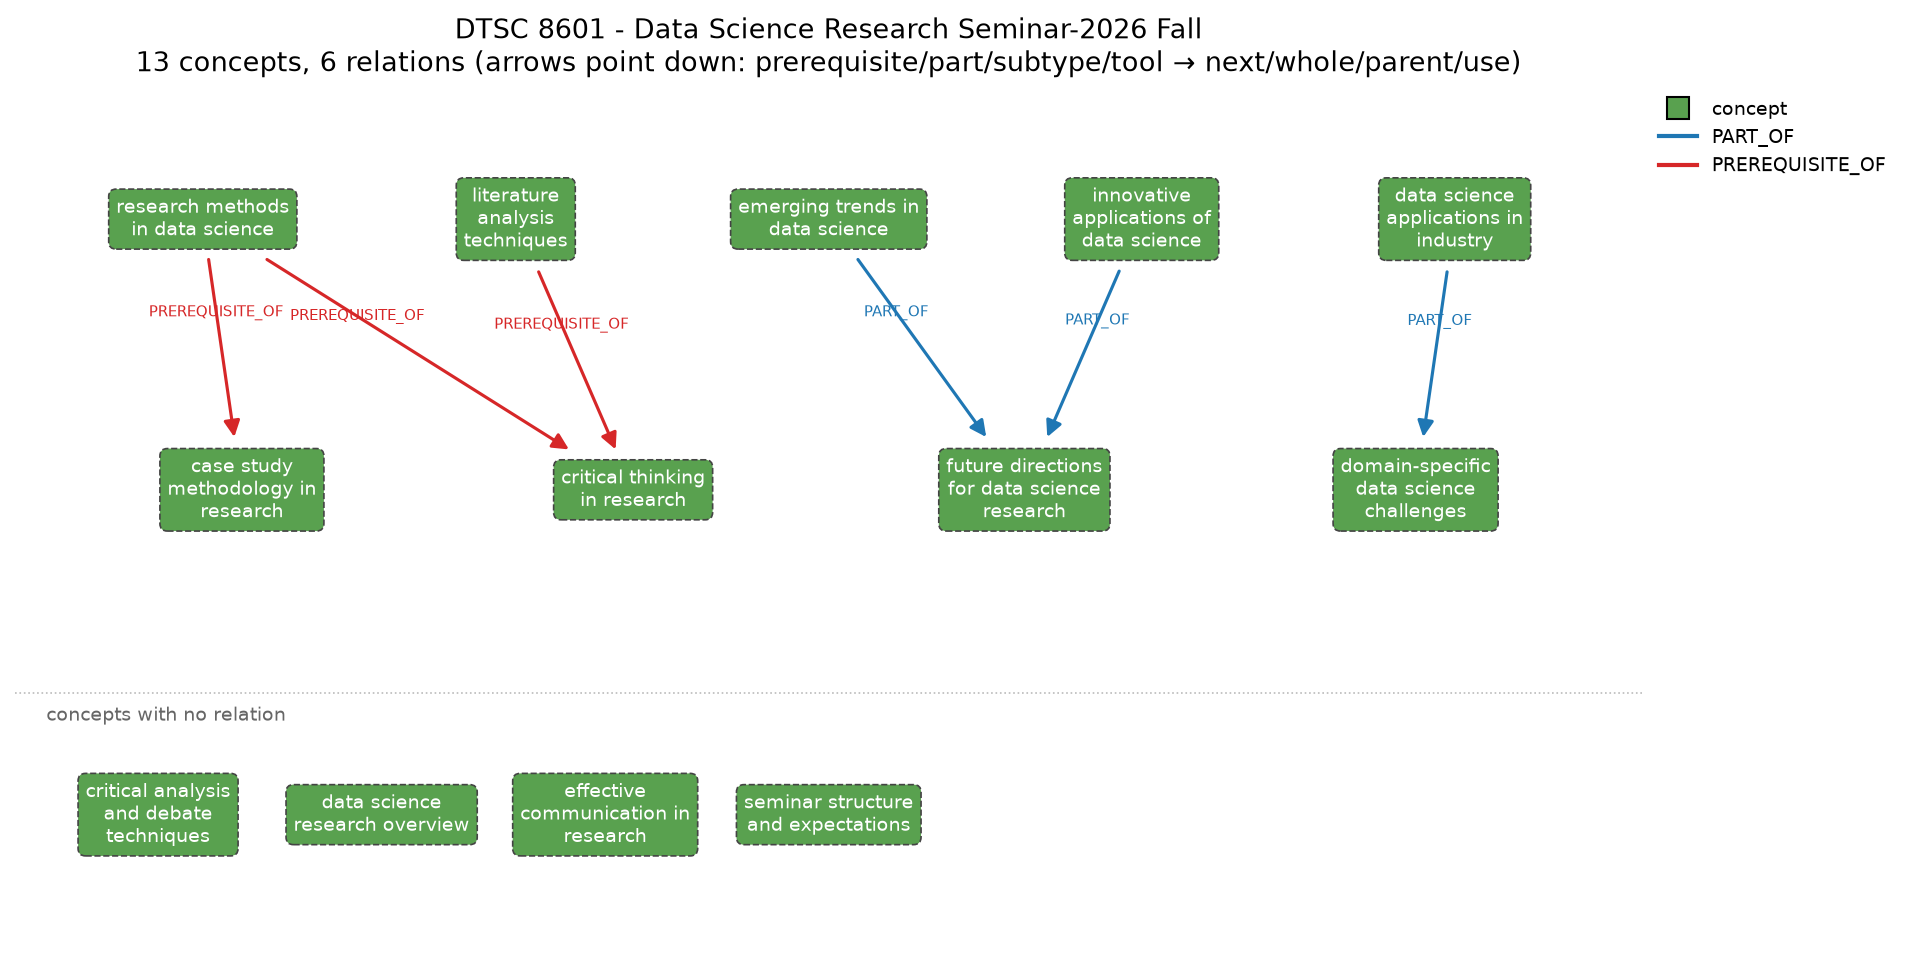 DTSC 8601 - Data Science Research Seminar-2026 Fall
13 concepts, 6 relations (arrows point down: prerequisite/part/subtype/tool → next/whole/parent/use)
concept
PART_OF
PREREQUISITE_OF
research methods
in data science
literature
analysis
techniques
emerging trends in
data science
innovative
applications of
data science
data science
applications in
industry
PREREQUISITE_OF
PREREQUISITE_OF
PREREQUISITE_OF
PART_OF
PART_OF
PART_OF
case study
methodology in
research
critical thinking
in research
future directions
for data science
research
domain-specific
data science
challenges
concepts with no relation
critical analysis
and debate
techniques
data science
research overview
effective
communication in
research
seminar structure
and expectations